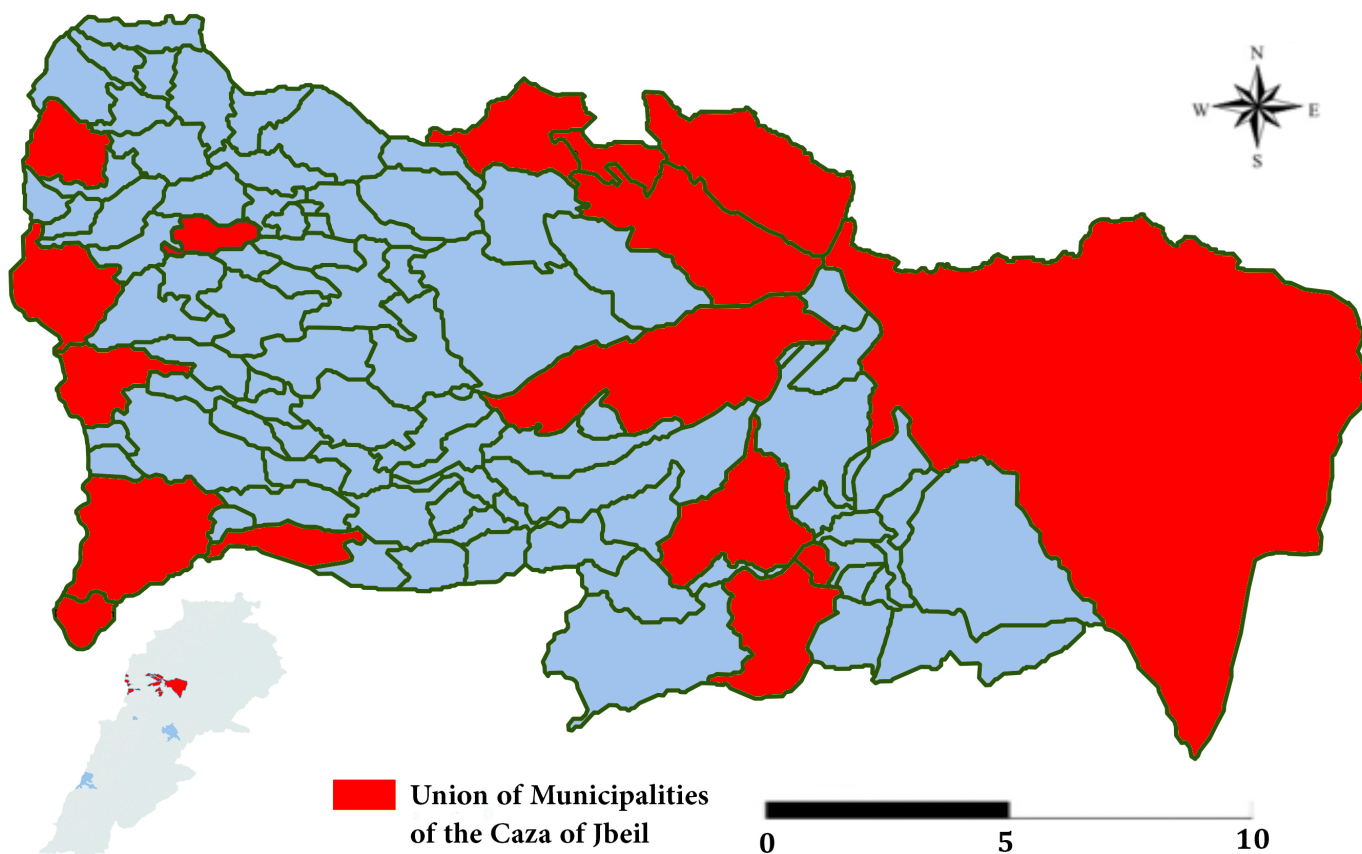 N
W E
S
Union of Municipalities
of the Caza of Jbeil
0 5 10